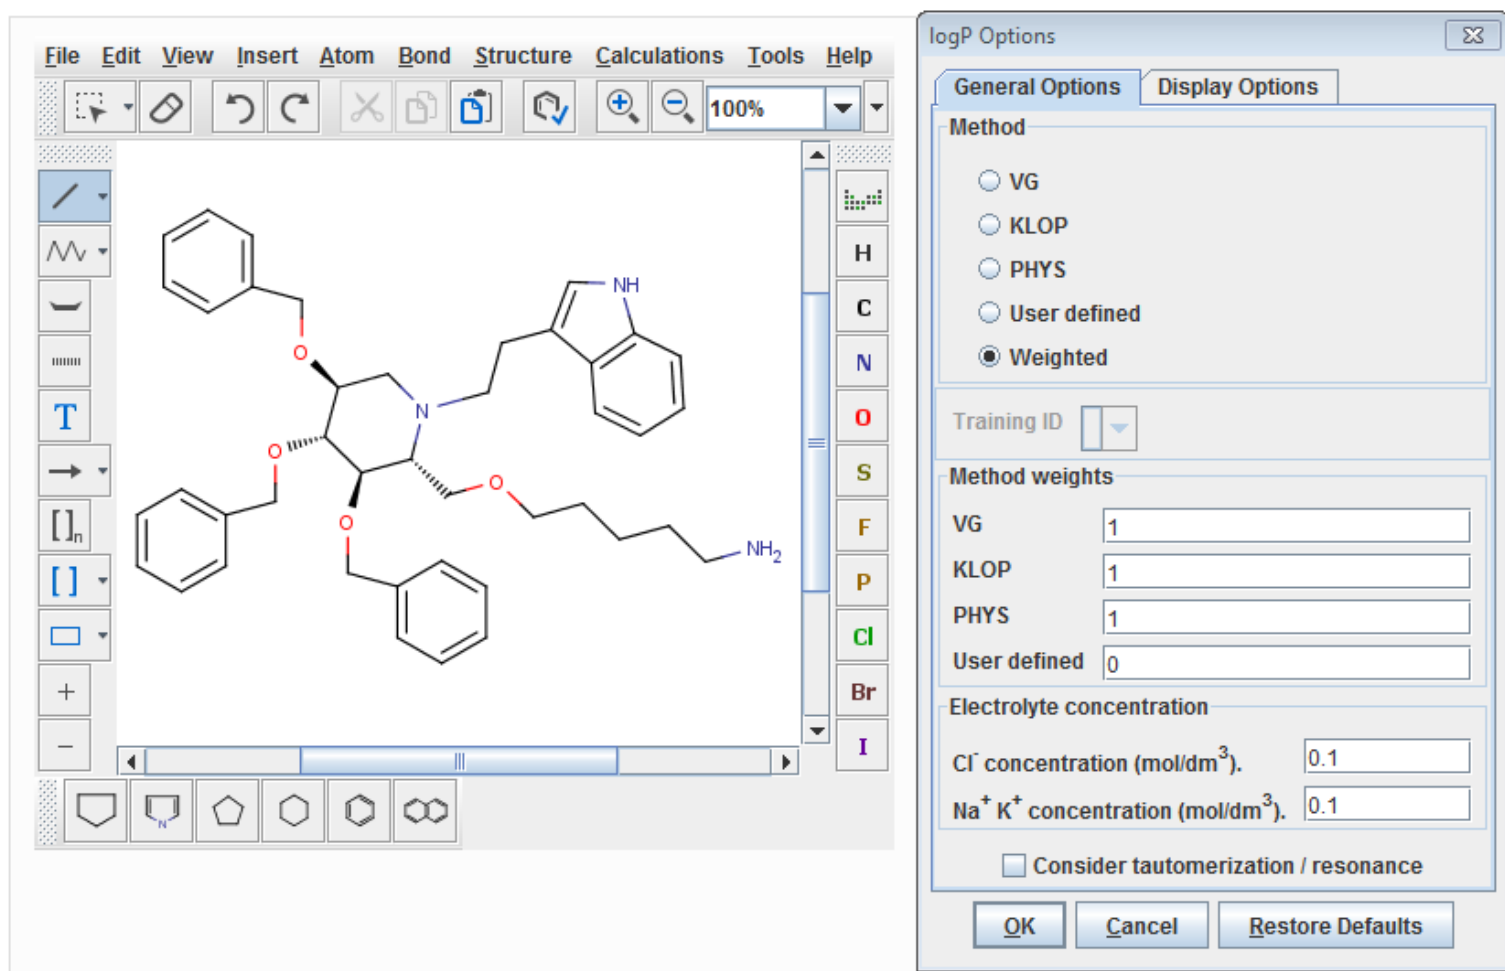 File Edit View Insert Atom Bond Structure Calculations Tools Help
100%
H
C
N
O
S
F
P
Cl
Br
I
T
[ ]n
[ ]
+
−
N
NH
O
N
O
O
O
NH2
logP Options
General Options Display Options
Method
VG
KLOP
PHYS
User defined
Weighted
Training ID
Method weights
VG 1
KLOP 1
PHYS 1
User defined 0
Electrolyte concentration
Cl- concentration (mol/dm3). 0.1
Na+ K+ concentration (mol/dm3). 0.1
Consider tautomerization / resonance
OK Cancel Restore Defaults